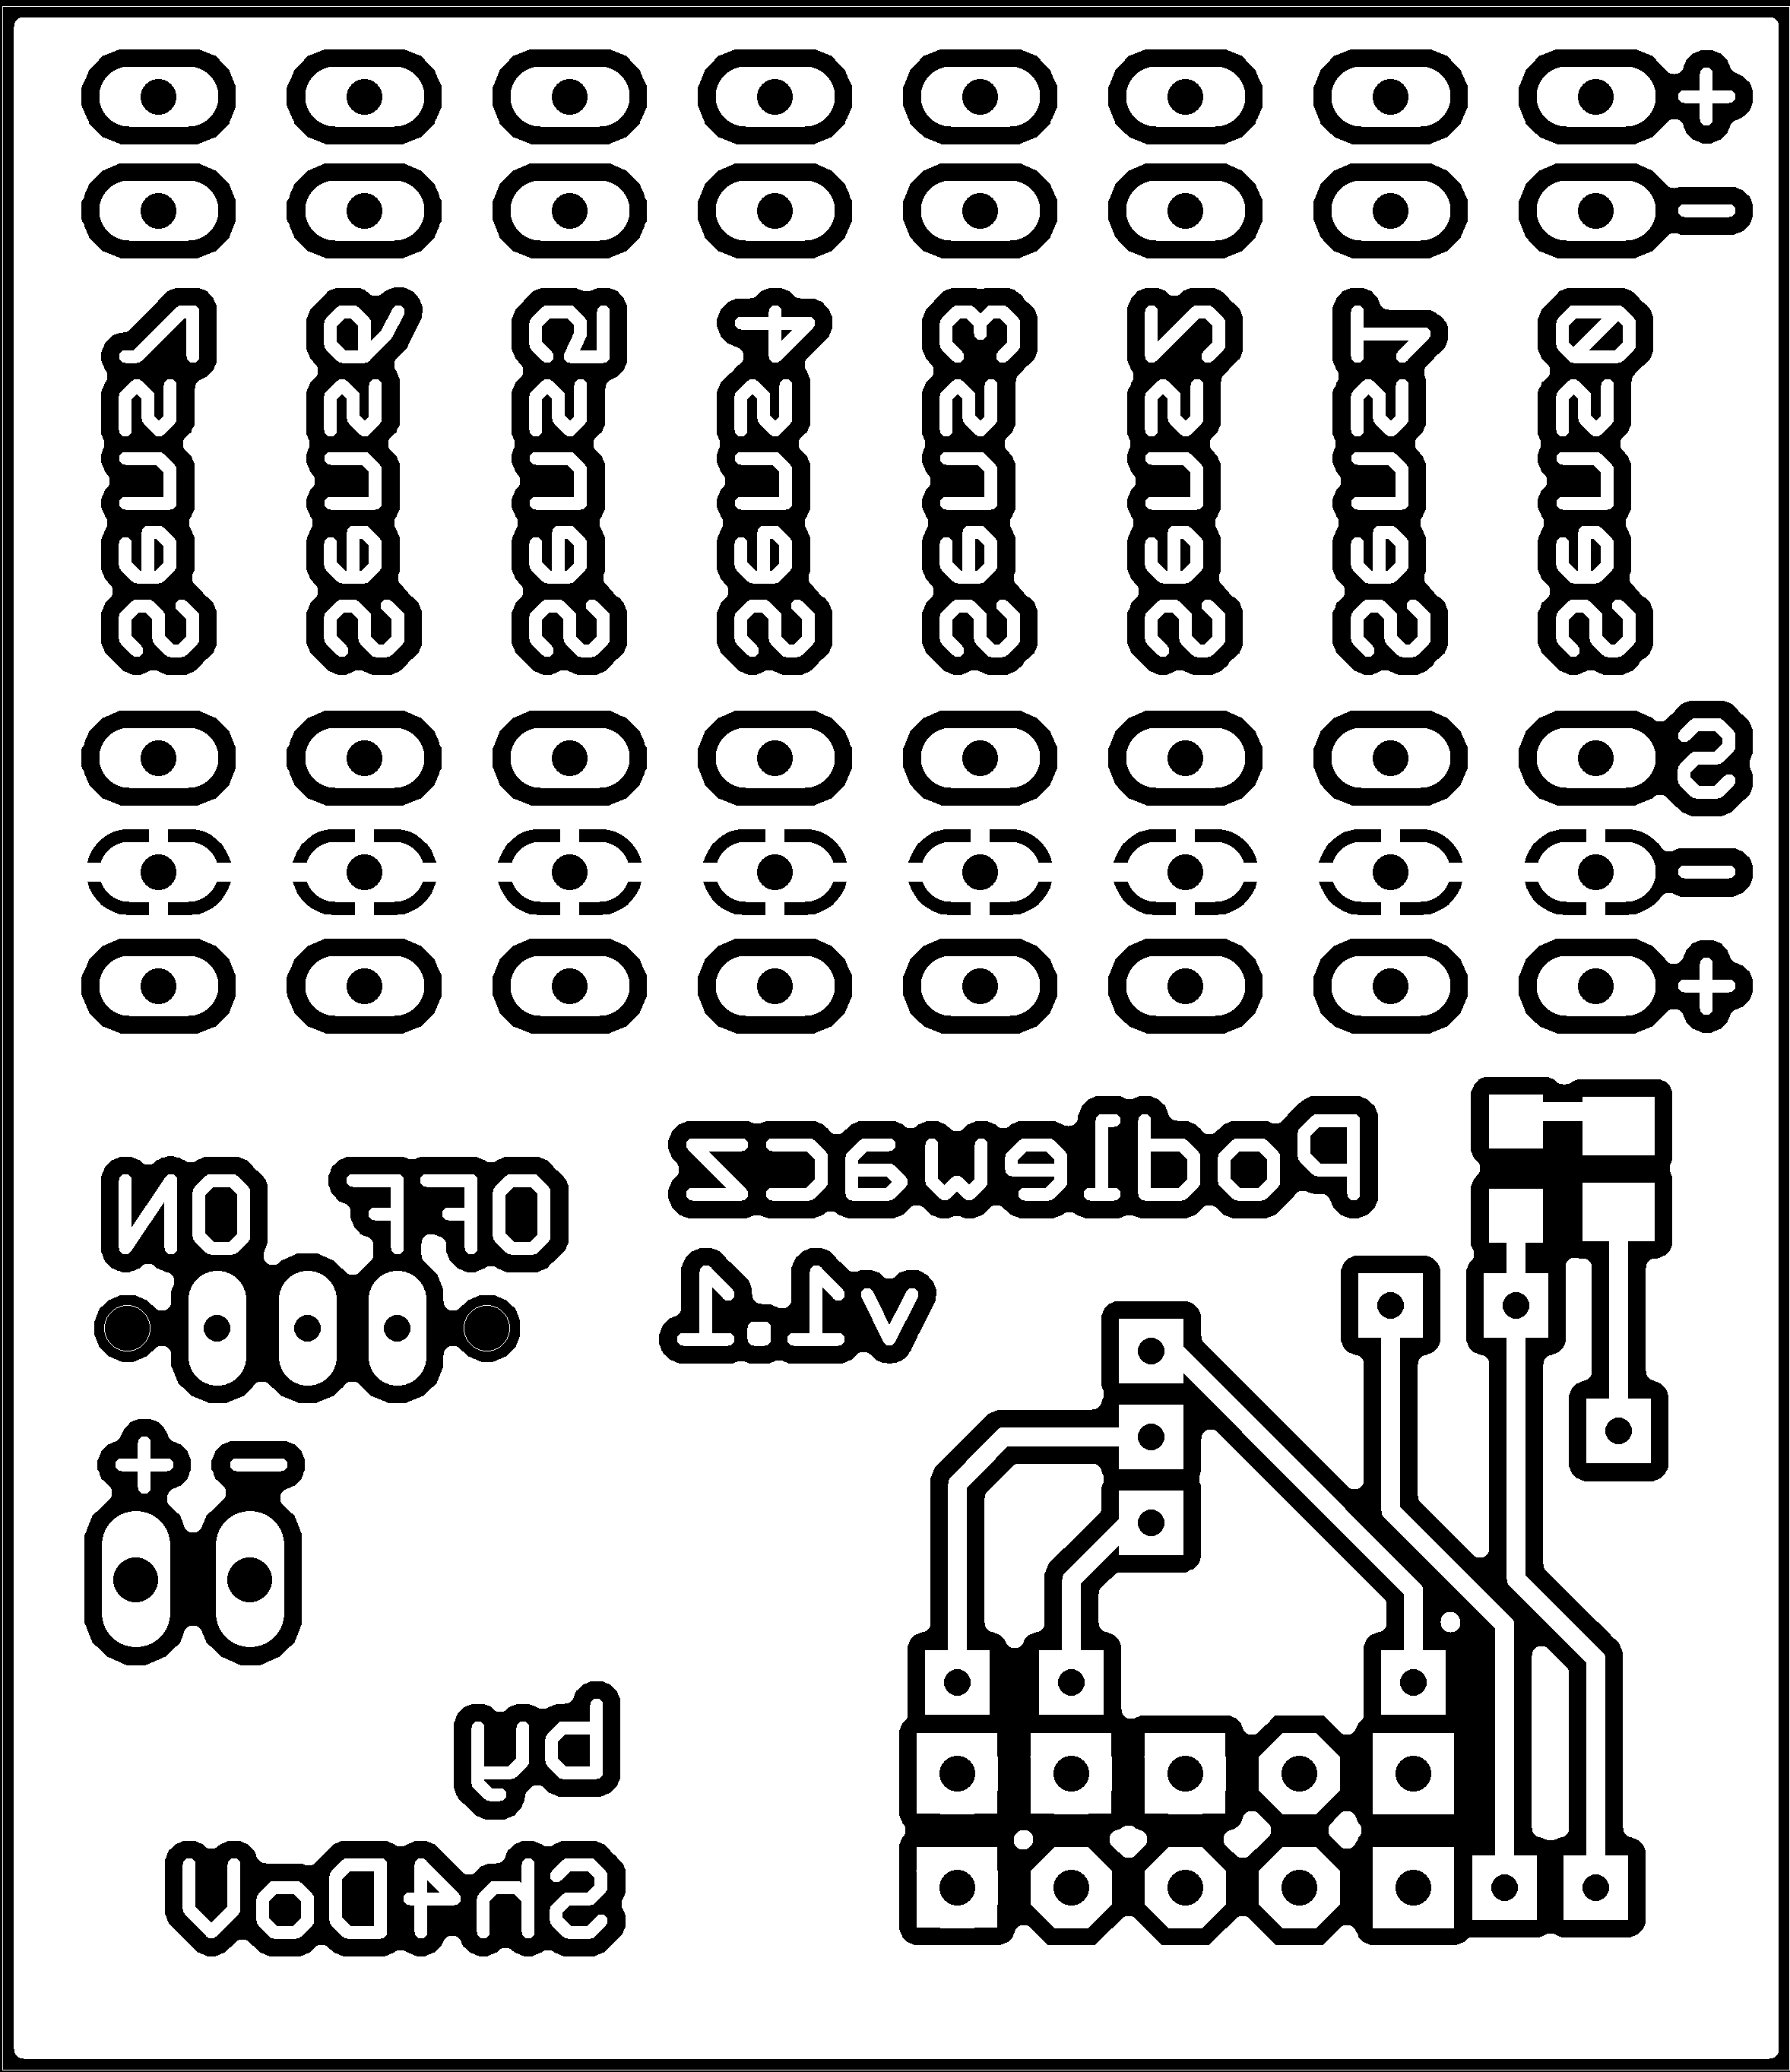 +
-
Sens0
Sens1
Sens2
Sens3
Sens4
Sens5
Sens6
Sens7
S
-
+
Podlewacz
v1.1
OFF ON
- +
by
Sh4DoV